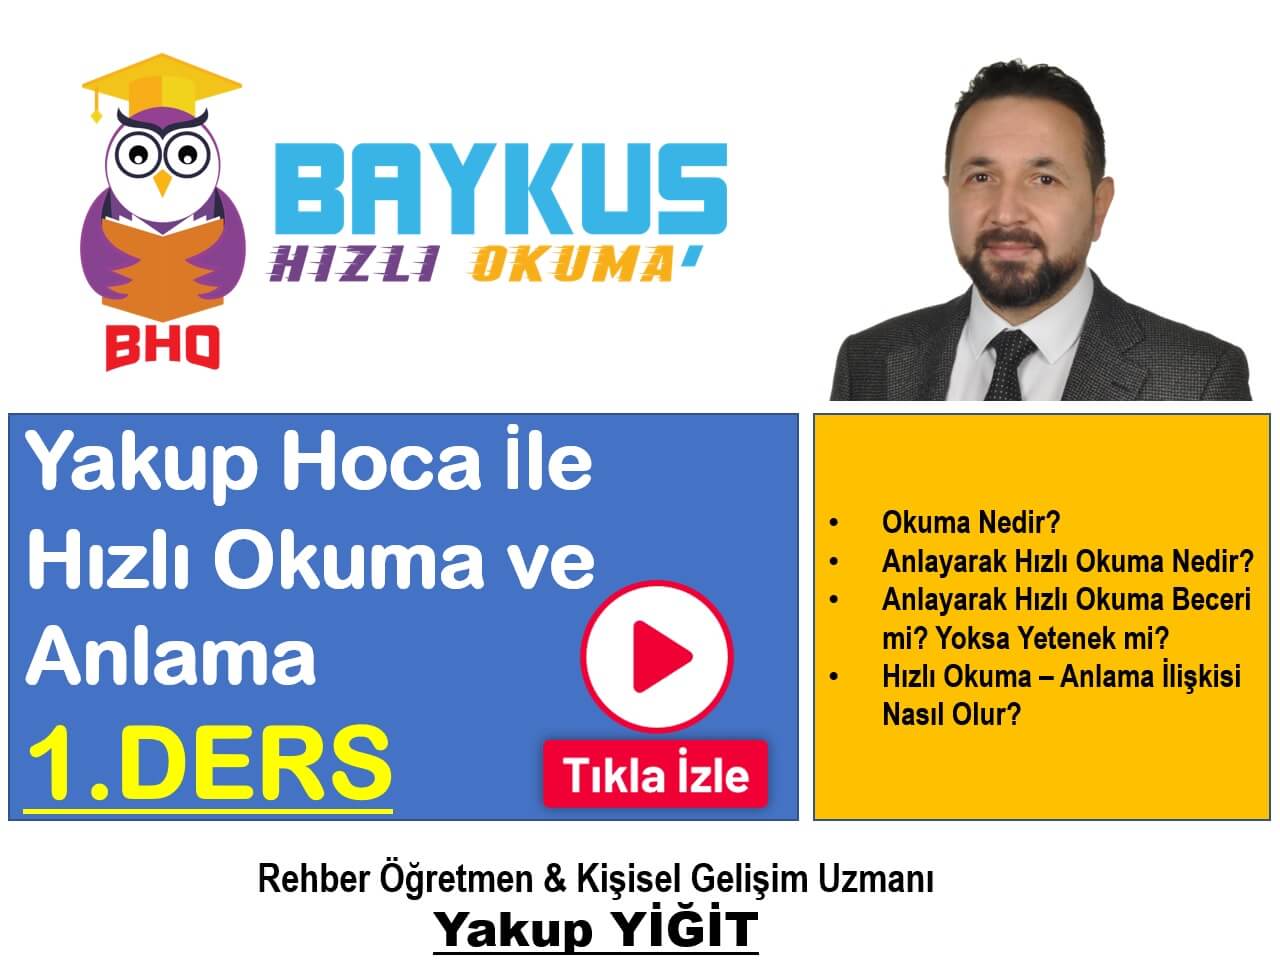 BAYKUS
HIZLI OKUMA
BHO
Yakup Hoca İle
Hızlı Okuma ve
Anlama
1.DERS
Tıkla İzle
• Okuma Nedir?
• Anlayarak Hızlı Okuma Nedir?
• Anlayarak Hızlı Okuma Beceri
mi? Yoksa Yetenek mi?
• Hızlı Okuma – Anlama İlişkisi
Nasıl Olur?
Rehber Öğretmen & Kişisel Gelişim Uzmanı
Yakup YİĞİT